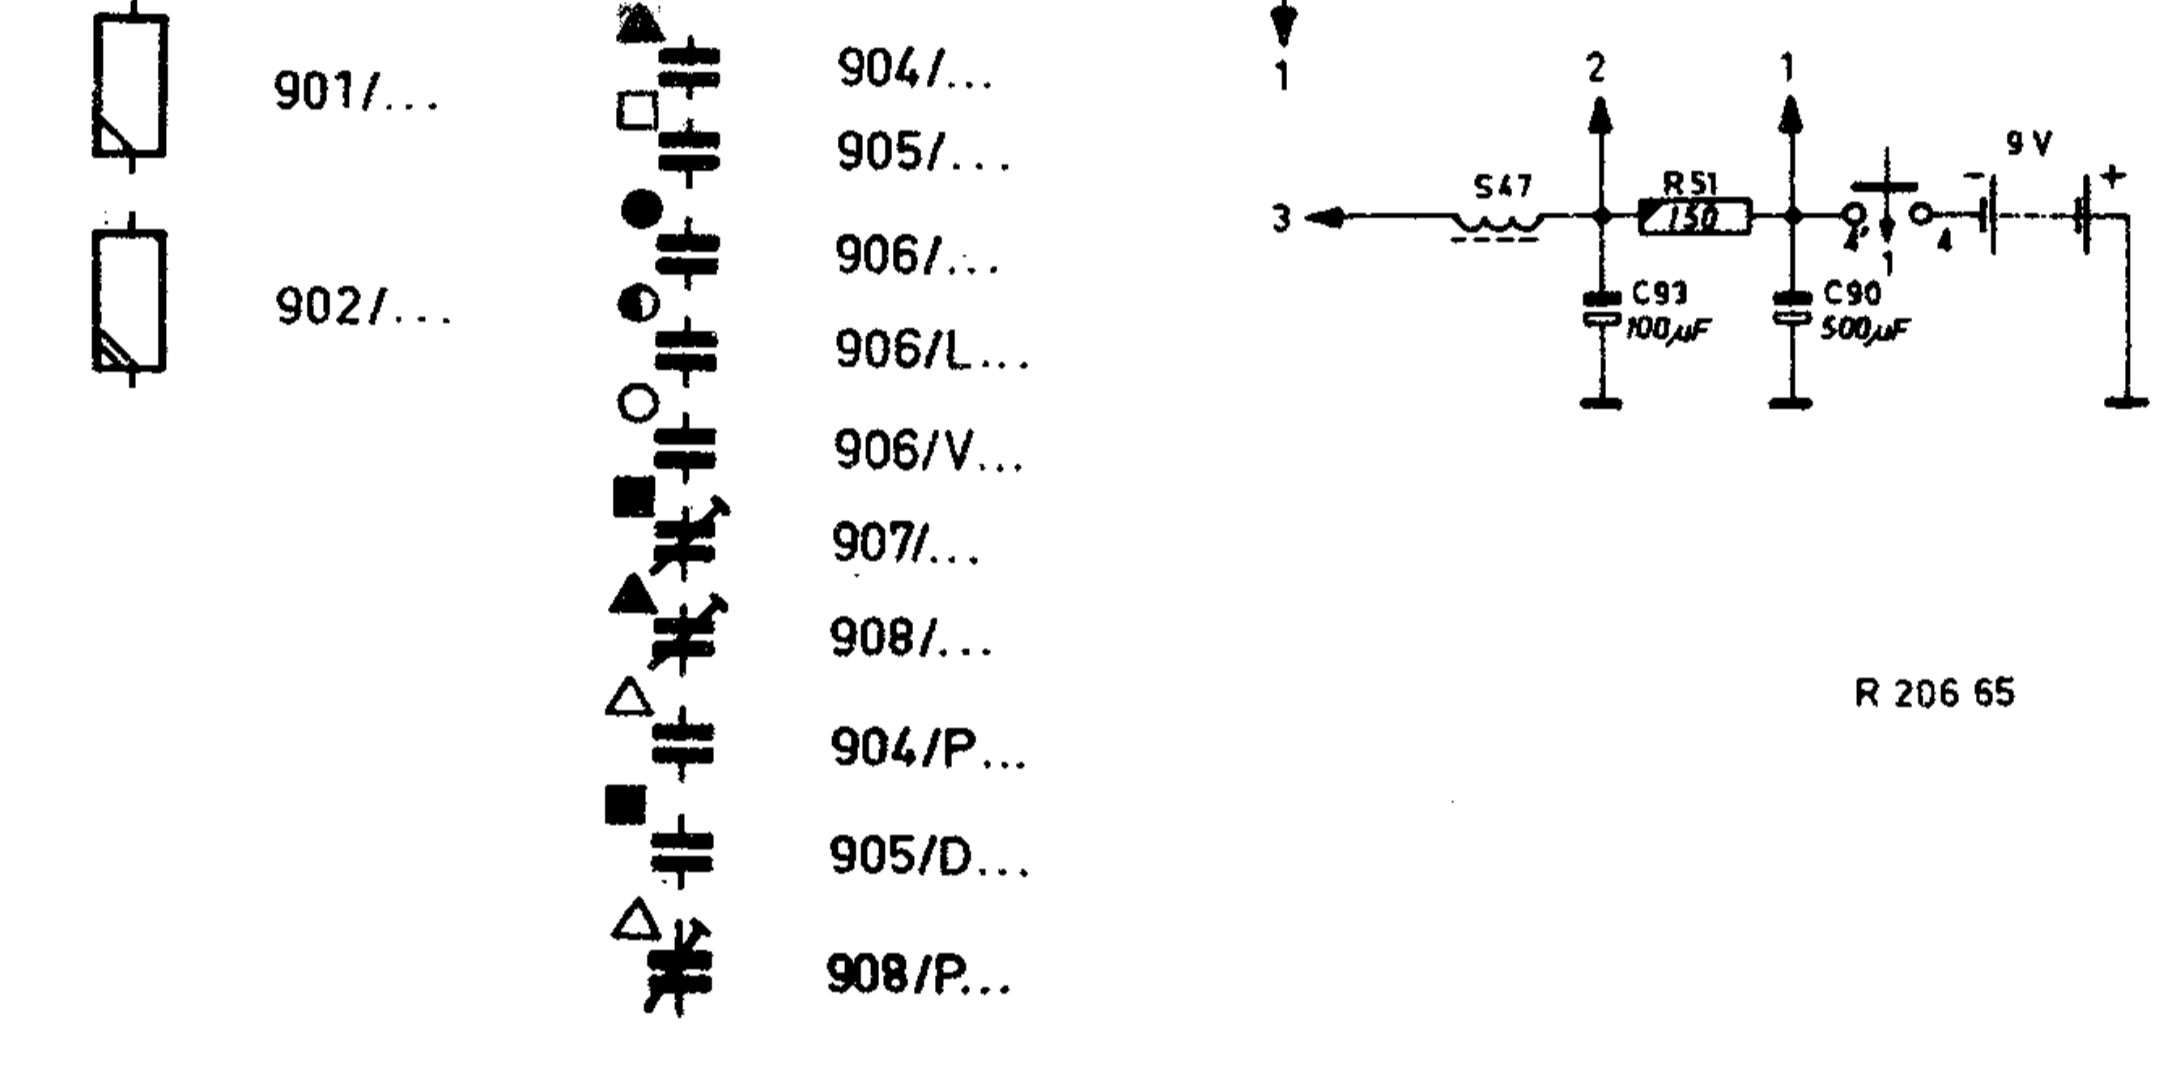 901/...
902/...
904/...
905/...
906/...
906/L...
906/V...
907/...
908/...
904/P...
905/D...
908/P...
1
2
1
9 V
- +
S47
R51
150
3
4'
1
4
C93
100µF
C90
500µF
R 206 65